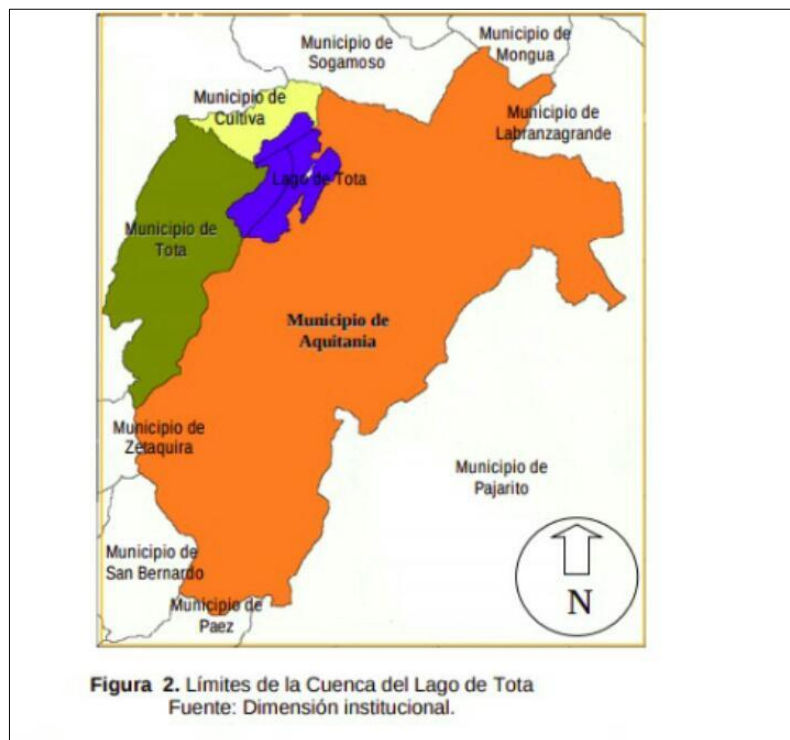 Municipio de
Sogamoso
Municipio de
Mongua
Municipio de
Cultiva
Municipio de
Labranzagrande
Lago de Tota
Municipio de
Tota
Municipio de
Aquitania
Municipio de
Zetaquira
Municipio de
Pajarito
Municipio de
San Bernardo
Municipio de
Paez
N
Figura 2. Límites de la Cuenca del Lago de Tota
Fuente: Dimensión institucional.